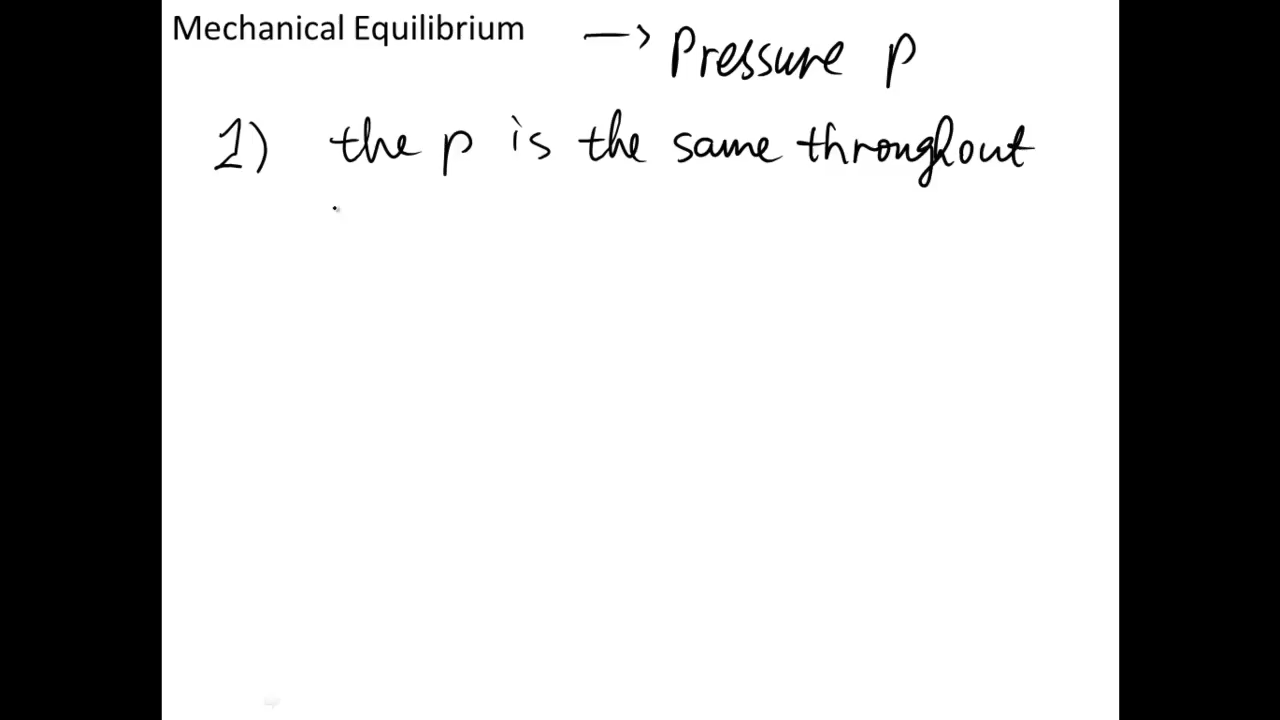 Mechanical Equilibrium → Pressure p
1) the p is the same throughout